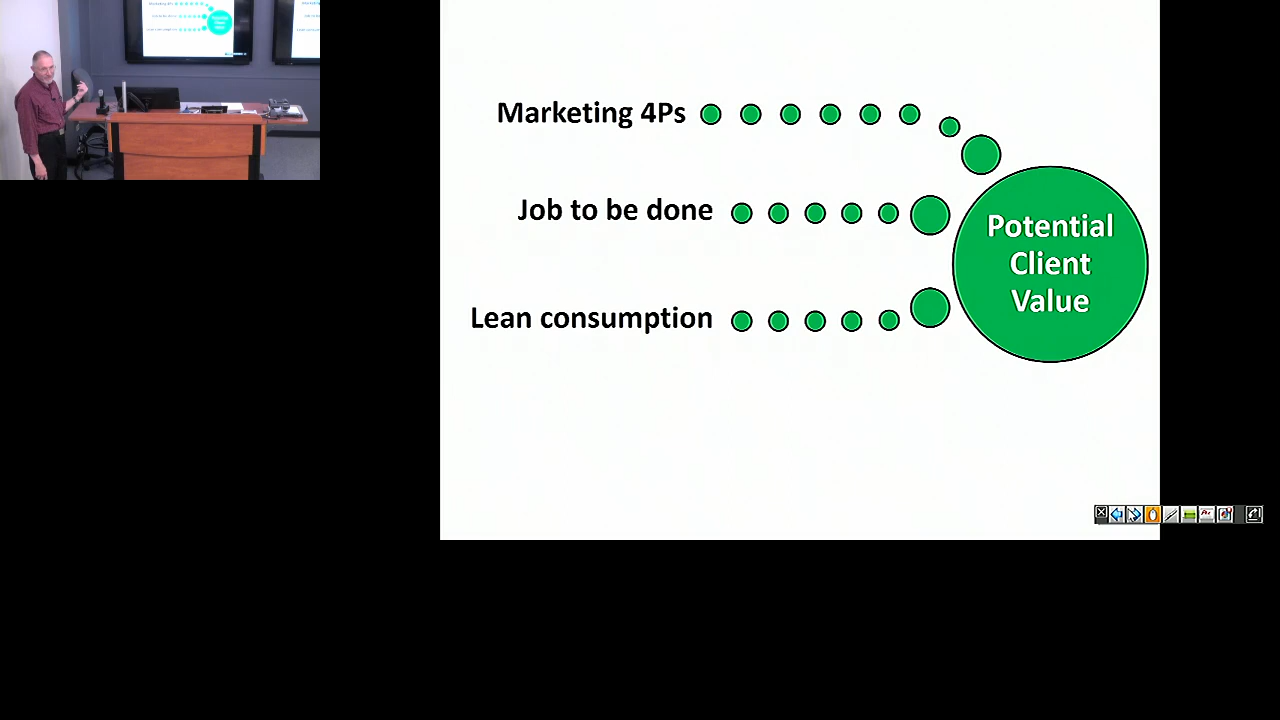 Marketing 4Ps
Job to be done
Lean consumption
Potential
Client
Value